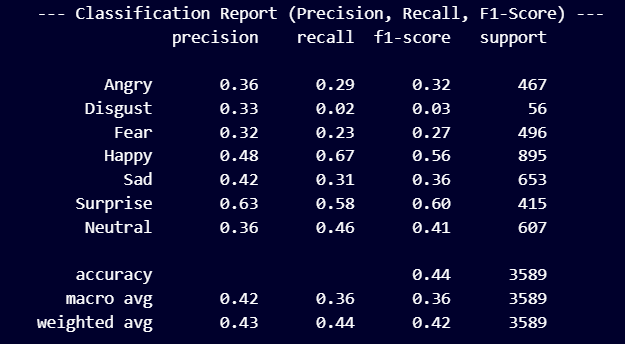 --- Classification Report (Precision, Recall, F1-Score) ---
precision recall f1-score support
Angry 0.36 0.29 0.32 467
Disgust 0.33 0.02 0.03 56
Fear 0.32 0.23 0.27 496
Happy 0.48 0.67 0.56 895
Sad 0.42 0.31 0.36 653
Surprise 0.63 0.58 0.60 415
Neutral 0.36 0.46 0.41 607
accuracy 0.44 3589
macro avg 0.42 0.36 0.36 3589
weighted avg 0.43 0.44 0.42 3589